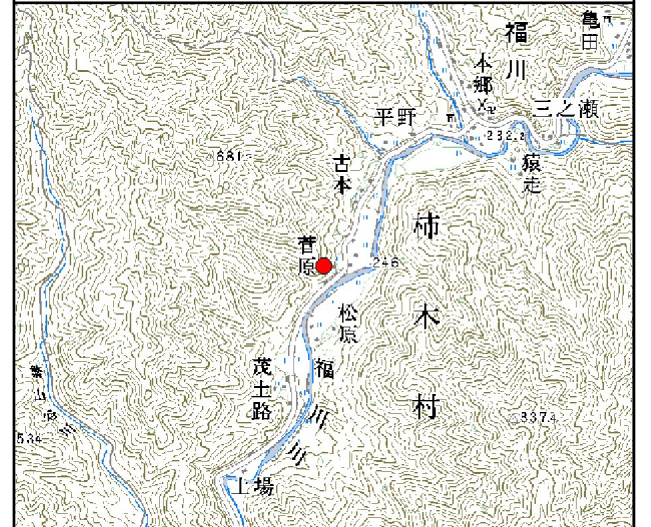 福川
亀田
本郷
三之瀬
平野
232.2
猿走
681
古本
柿木村
菅原
246
松原
茂土路
福川川
337.4
534
上場